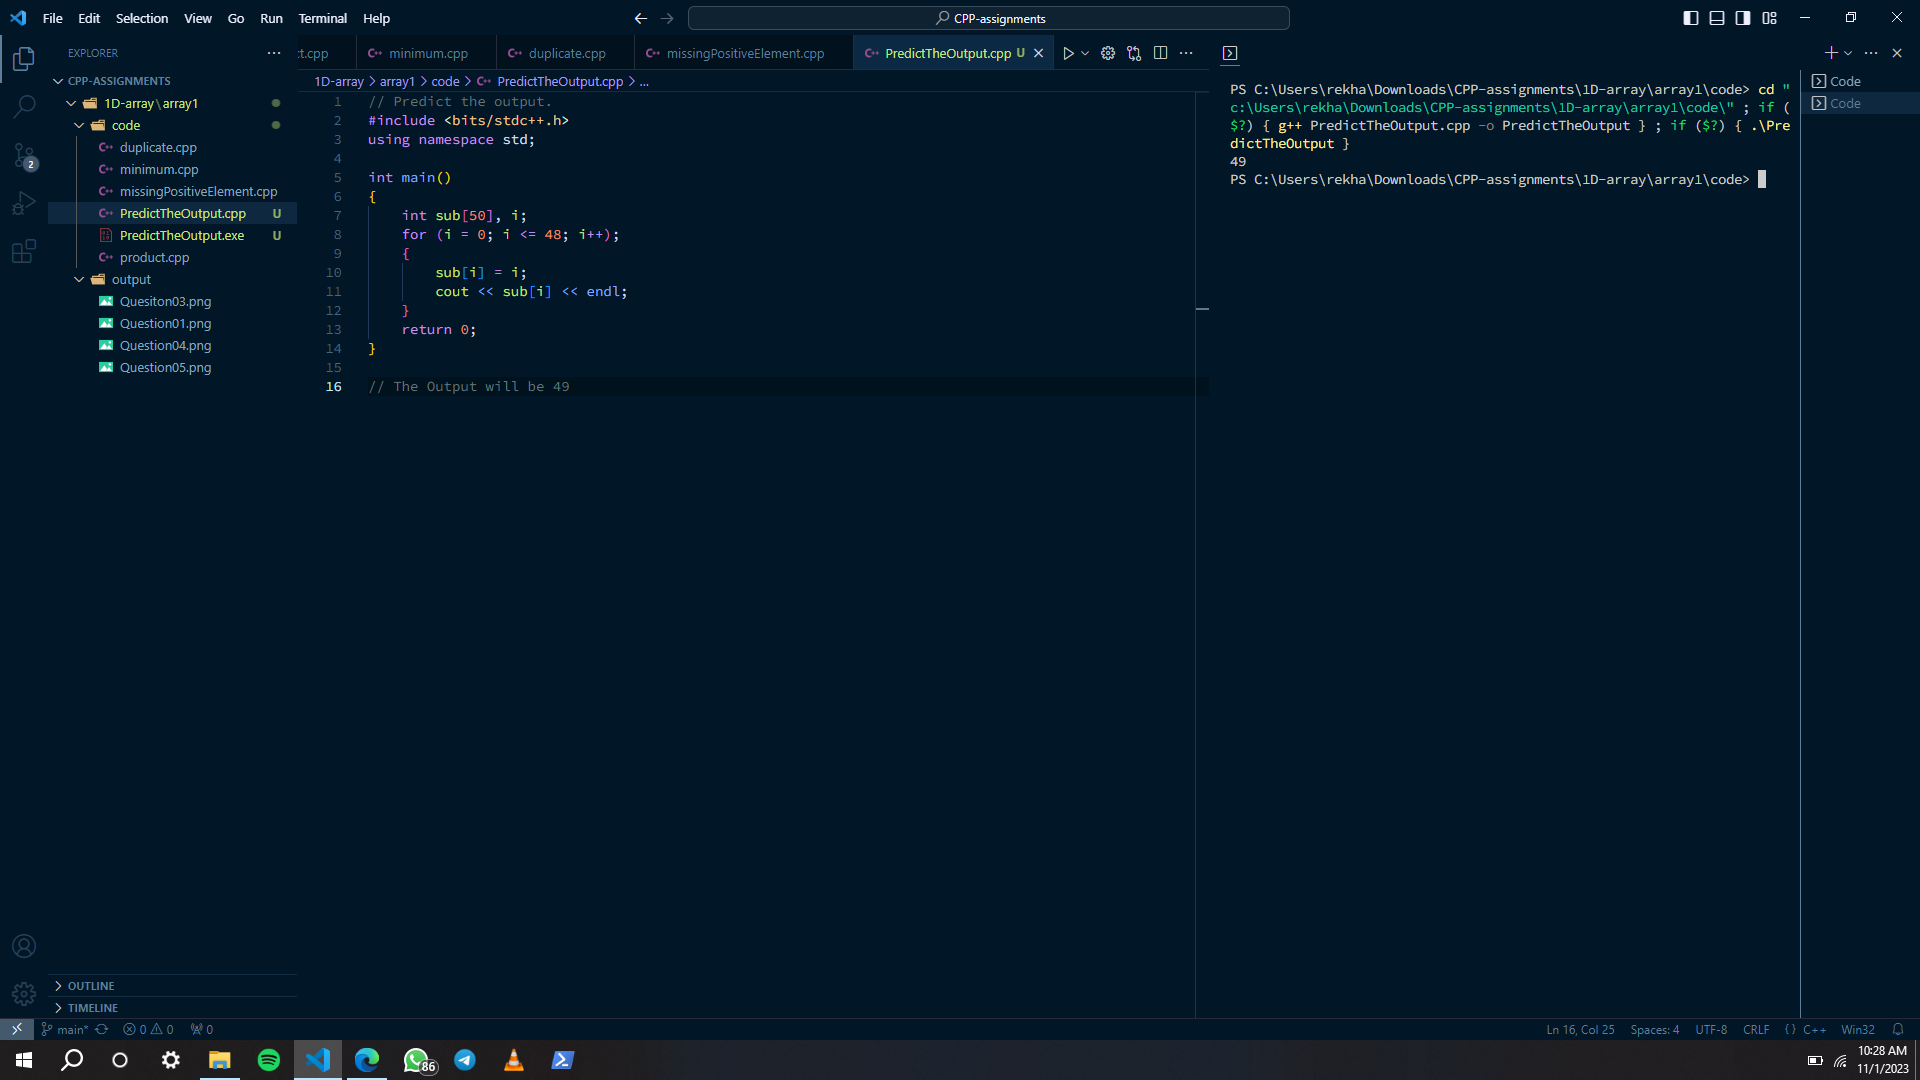 File Edit Selection View Go Run Terminal Help
CPP-assignments
EXPLORER
CPP-ASSIGNMENTS
1D-array\array1
code
duplicate.cpp
minimum.cpp
missingPositiveElement.cpp
PredictTheOutput.cpp U
PredictTheOutput.exe U
product.cpp
output
Quesiton03.png
Question01.png
Question04.png
Question05.png
OUTLINE
TIMELINE
ct.cpp minimum.cpp duplicate.cpp missingPositiveElement.cpp PredictTheOutput.cpp U
1D-array > array1 > code > PredictTheOutput.cpp > ...
1 // Predict the output.
2 #include <bits/stdc++.h>
3 using namespace std;
4
5 int main()
6 {
7 int sub[50], i;
8 for (i = 0; i <= 48; i++);
9 {
10 sub[i] = i;
11 cout << sub[i] << endl;
12 }
13 return 0;
14 }
15
16 // The Output will be 49
PS C:\Users\rekha\Downloads\CPP-assignments\1D-array\array1\code> cd "
c:\Users\rekha\Downloads\CPP-assignments\1D-array\array1\code\" ; if (
$?) { g++ PredictTheOutput.cpp -o PredictTheOutput } ; if ($?) { .\Pre
dictTheOutput }
49
PS C:\Users\rekha\Downloads\CPP-assignments\1D-array\array1\code>
Code
Code
2
main* 0 0 0
Ln 16, Col 25 Spaces: 4 UTF-8 CRLF {} C++ Win32
86
10:28 AM
11/1/2023